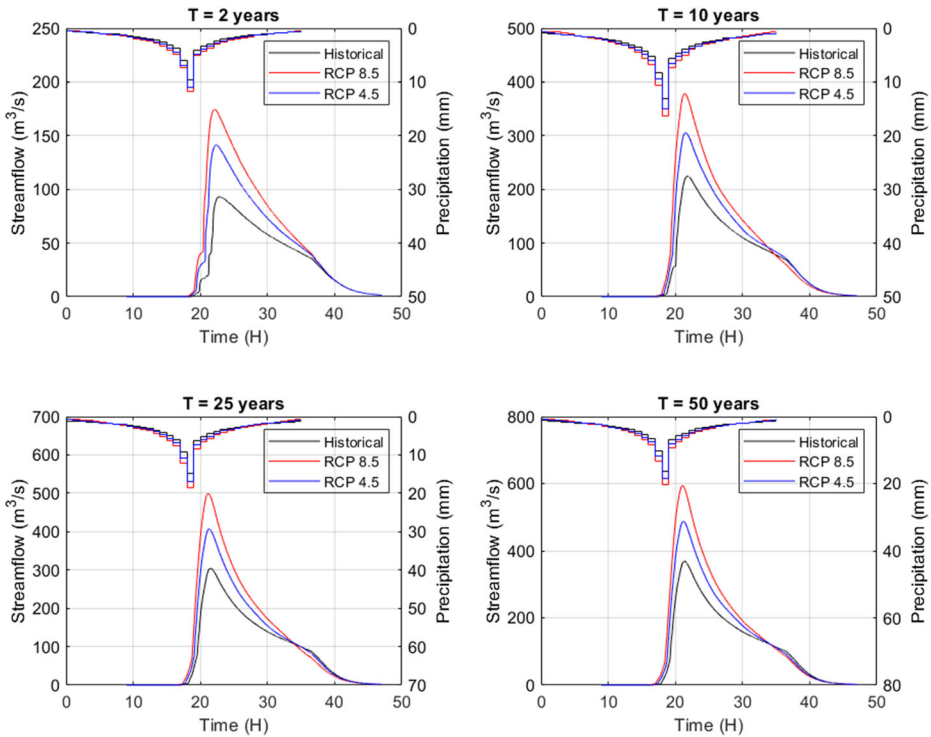 T = 2 years
250
200
150
100
50
0
Streamflow (m³/s)
0
10
20
30
40
50
Precipitation (mm)
Historical
RCP 8.5
RCP 4.5
0 10 20 30 40 50
Time (H)
T = 10 years
500
400
300
200
100
0
Streamflow (m³/s)
0
10
20
30
40
50
Precipitation (mm)
Historical
RCP 8.5
RCP 4.5
0 10 20 30 40 50
Time (H)
T = 25 years
700
600
500
400
300
200
100
0
Streamflow (m³/s)
0
10
20
30
40
50
60
70
Precipitation (mm)
Historical
RCP 8.5
RCP 4.5
0 10 20 30 40 50
Time (H)
T = 50 years
800
600
400
200
0
Streamflow (m³/s)
0
20
40
60
80
Precipitation (mm)
Historical
RCP 8.5
RCP 4.5
0 10 20 30 40 50
Time (H)